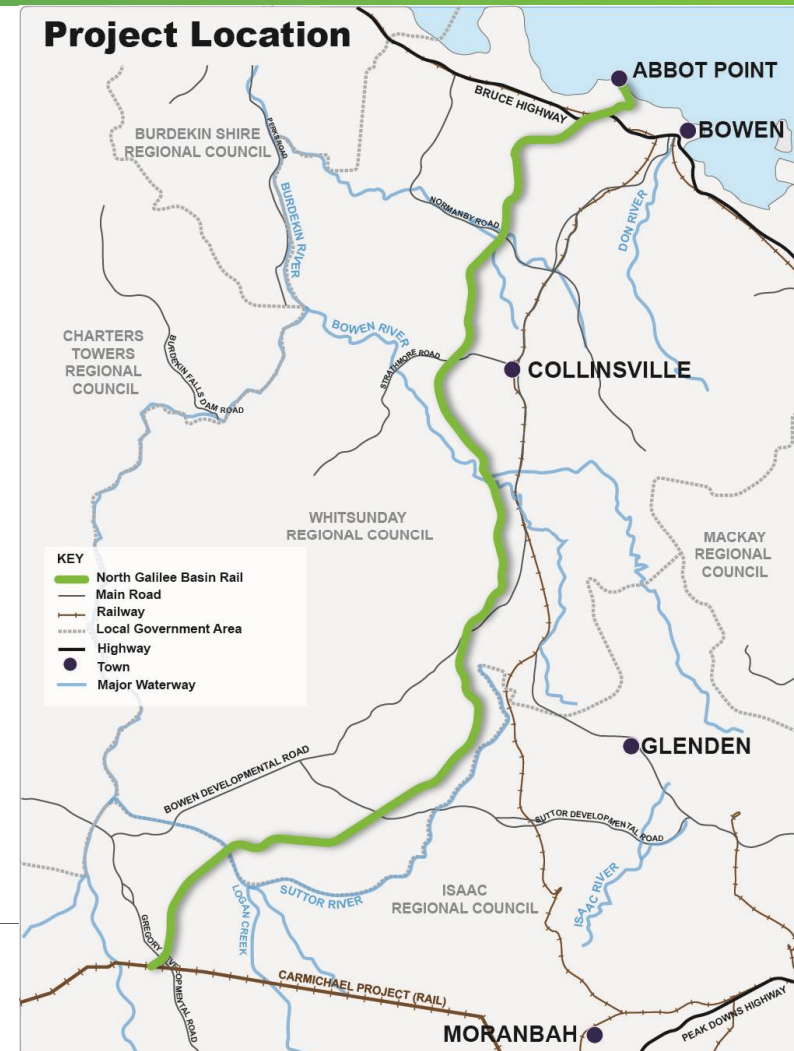 Project Location
ABBOT POINT
BRUCE HIGHWAY
BOWEN
PERKS ROAD
BURDEKIN SHIRE
REGIONAL COUNCIL
BURDEKIN RIVER
NORMANBY ROAD
DON RIVER
BOWEN RIVER
CHARTERS
TOWERS
REGIONAL
COUNCIL
BURDEKIN FALLS DAM ROAD
STRATHMORE ROAD
COLLINSVILLE
WHITSUNDAY
REGIONAL COUNCIL
MACKAY
REGIONAL
COUNCIL
KEY
North Galilee Basin Rail
Main Road
Railway
Local Government Area
Highway
Town
Major Waterway
GLENDEN
BOWEN DEVELOPMENTAL ROAD
SUTTOR DEVELOPMENTAL ROAD
SUTTOR RIVER
ISAAC
REGIONAL COUNCIL
ISAAC RIVER
LOGAN CREEK
GREGORY DEVELOPMENTAL ROAD
CARMICHAEL PROJECT (RAIL)
MORANBAH
PEAK DOWNS HIGHWAY